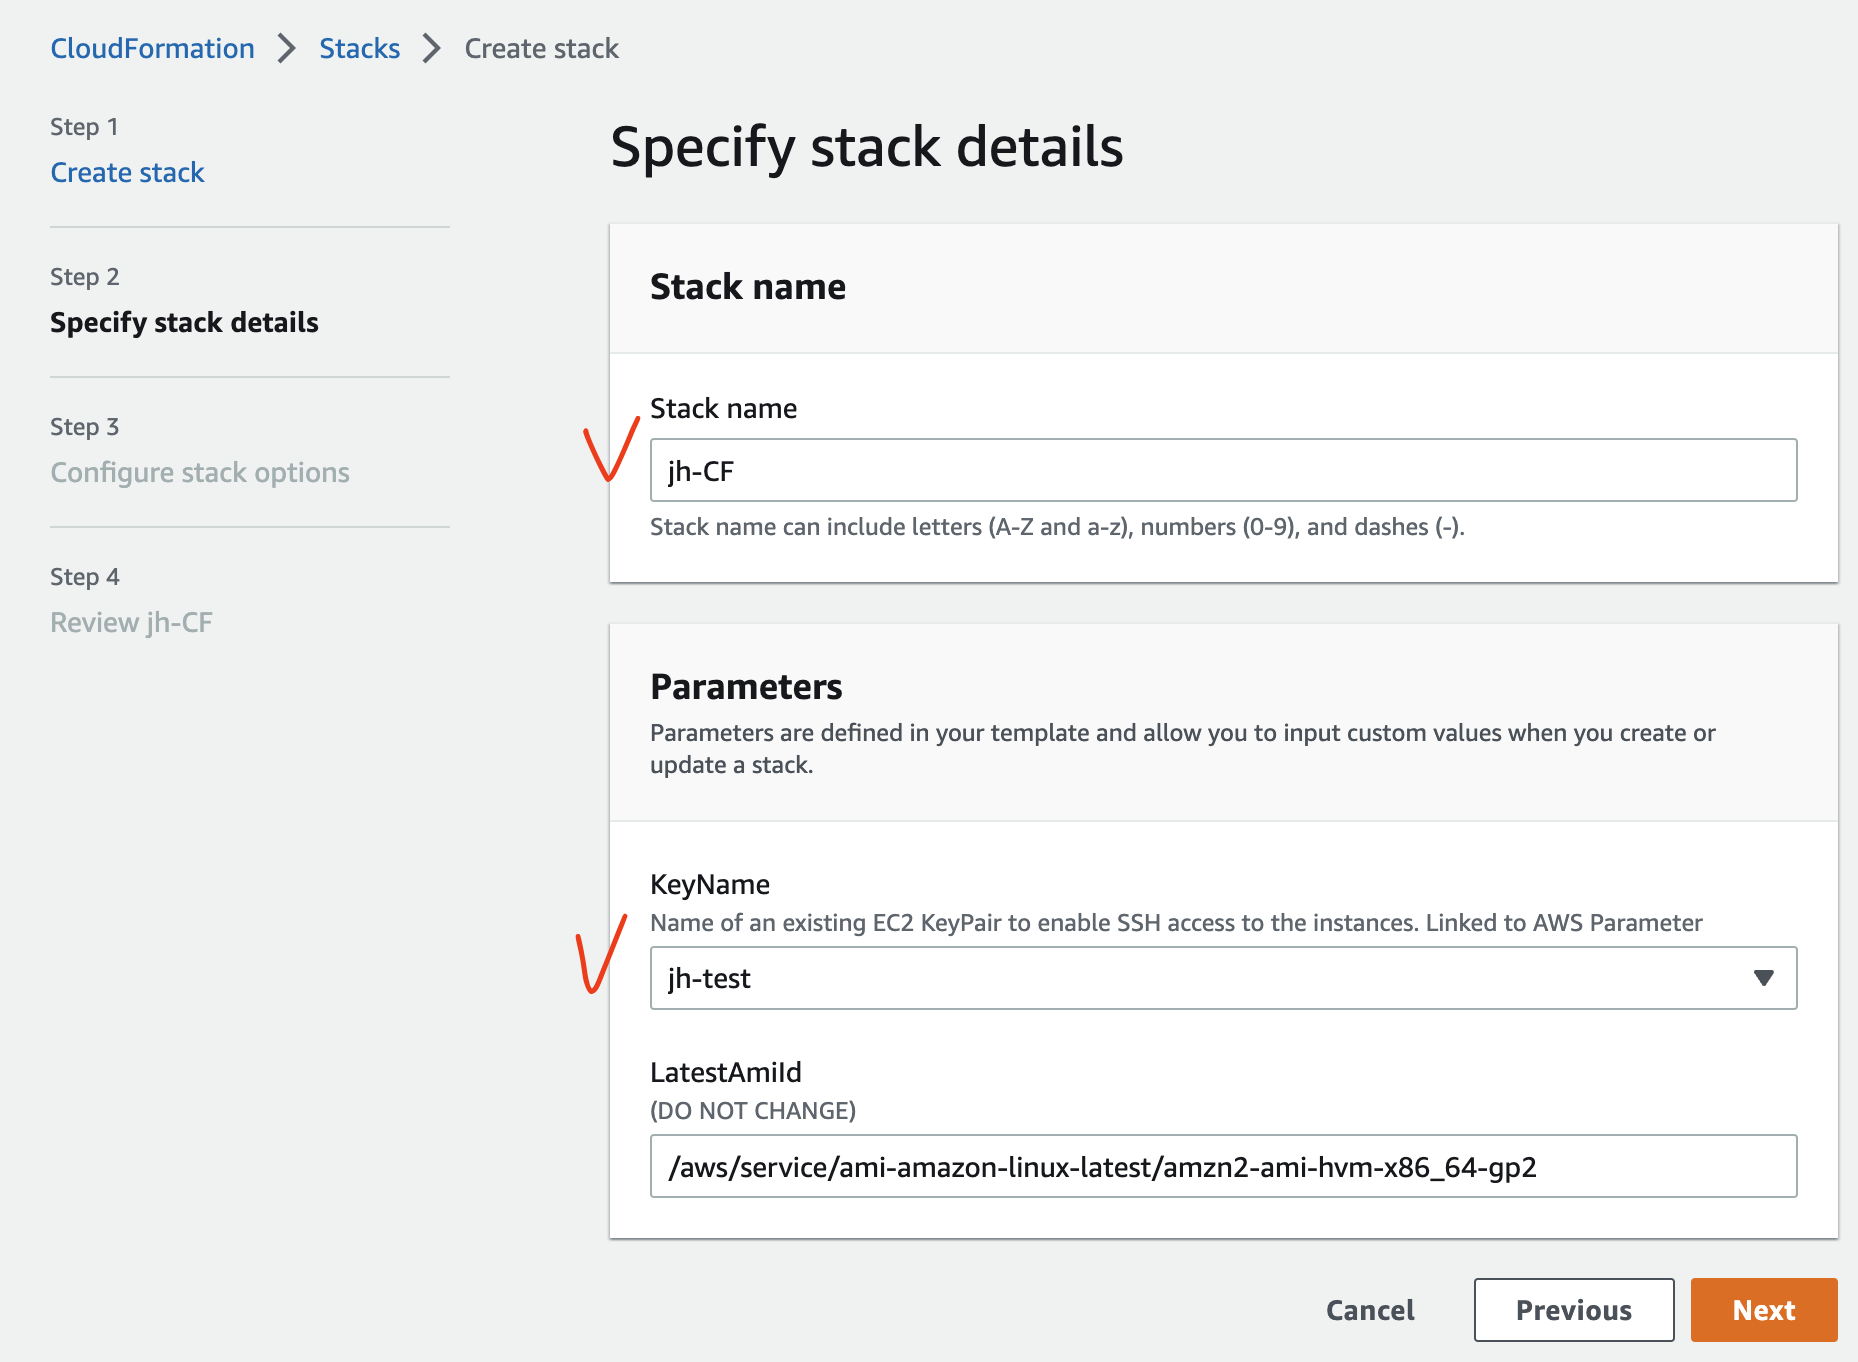 CloudFormation > Stacks > Create stack
Step 1
Create stack
Step 2
Specify stack details
Step 3
Configure stack options
Step 4
Review jh-CF
Specify stack details
Stack name
Stack name
jh-CF
Stack name can include letters (A-Z and a-z), numbers (0-9), and dashes (-).
Parameters
Parameters are defined in your template and allow you to input custom values when you create or
update a stack.
KeyName
Name of an existing EC2 KeyPair to enable SSH access to the instances. Linked to AWS Parameter
jh-test
LatestAmiId
(DO NOT CHANGE)
/aws/service/ami-amazon-linux-latest/amzn2-ami-hvm-x86_64-gp2
Cancel
Previous
Next